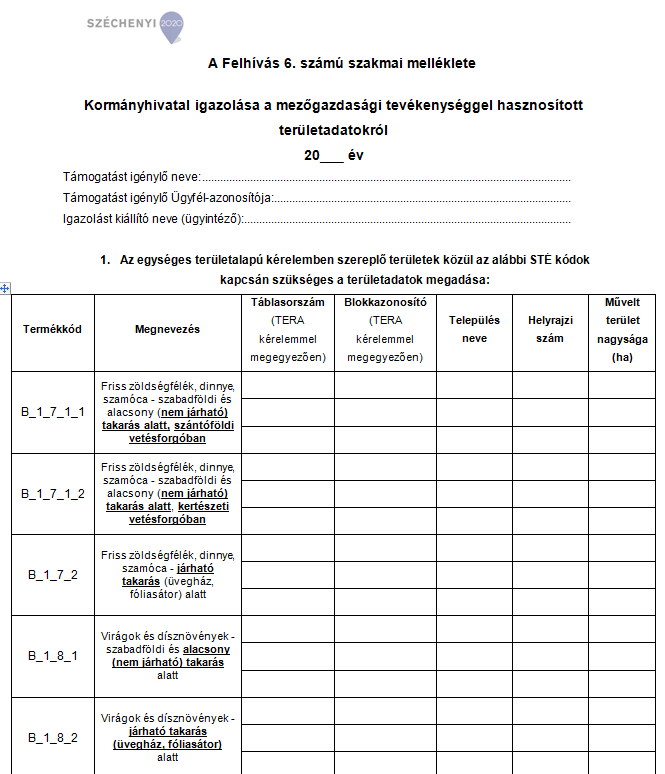 SZÉCHENYI 2020
A Felhívás 6. számú szakmai melléklete
Kormányhivatal igazolása a mezőgazdasági tevékenységgel hasznosított
területadatokról
20___ év
Támogatást igénylő neve:............................................................
Támogatást igénylő Ügyfél-azonosítója:............................................................
Igazolást kiállító neve (ügyintéző):............................................................
1. Az egységes területalapú kérelemben szereplő területek közül az alábbi STÉ kódok
kapcsán szükséges a területadatok megadása:
Termékkód
Megnevezés
Táblasorszám
(TERA
kérelemmel
megegyezően)
Blokkazonosító
(TERA
kérelemmel
megegyezően)
Település
neve
Helyrajzi
szám
Művelt
terület
nagysága
(ha)
B_1_7_1_1
Friss zöldségfélék, dinnye,
szamóca - szabadföldi és
alacsony (nem járható)
takarás alatt, szántóföldi
vetésforgóban
B_1_7_1_2
Friss zöldségfélék, dinnye,
szamóca - szabadföldi és
alacsony (nem járható)
takarás alatt, kertészeti
vetésforgóban
B_1_7_2
Friss zöldségfélék, dinnye,
szamóca - járható
takarás (üvegház,
fóliasátor) alatt
B_1_8_1
Virágok és dísznövények -
szabadföldi és alacsony
(nem járható) takarás
alatt
B_1_8_2
Virágok és dísznövények -
járható takarás
(üvegház, fóliasátor)
alatt